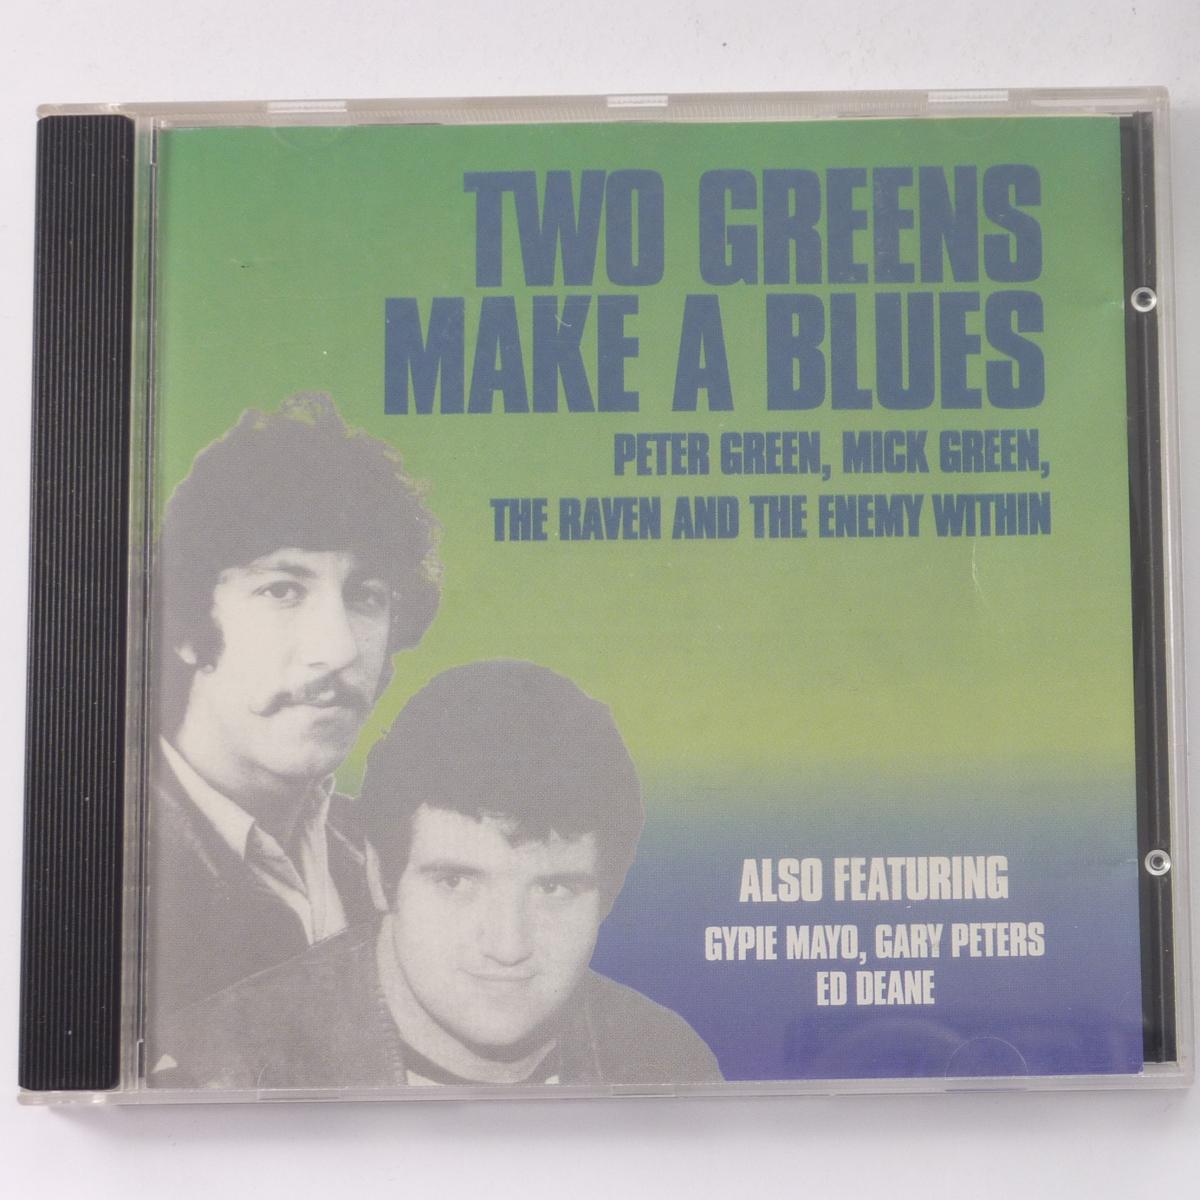 TWO GREENS
MAKE A BLUES
PETER GREEN, MICK GREEN,
THE RAVEN AND THE ENEMY WITHIN
ALSO FEATURING
GYPIE MAYO, GARY PETERS
ED DEANE